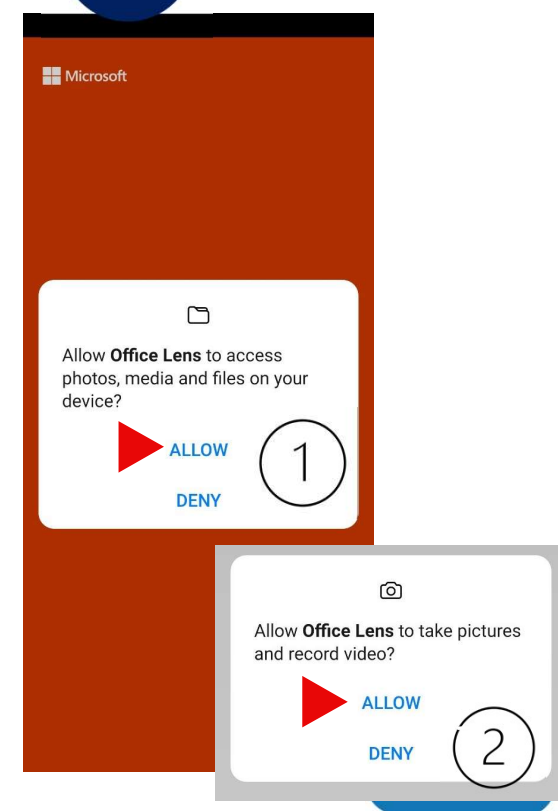 Microsoft
Allow Office Lens to access
photos, media and files on your
device?
ALLOW
1
DENY
Allow Office Lens to take pictures
and record video?
ALLOW
DENY
2